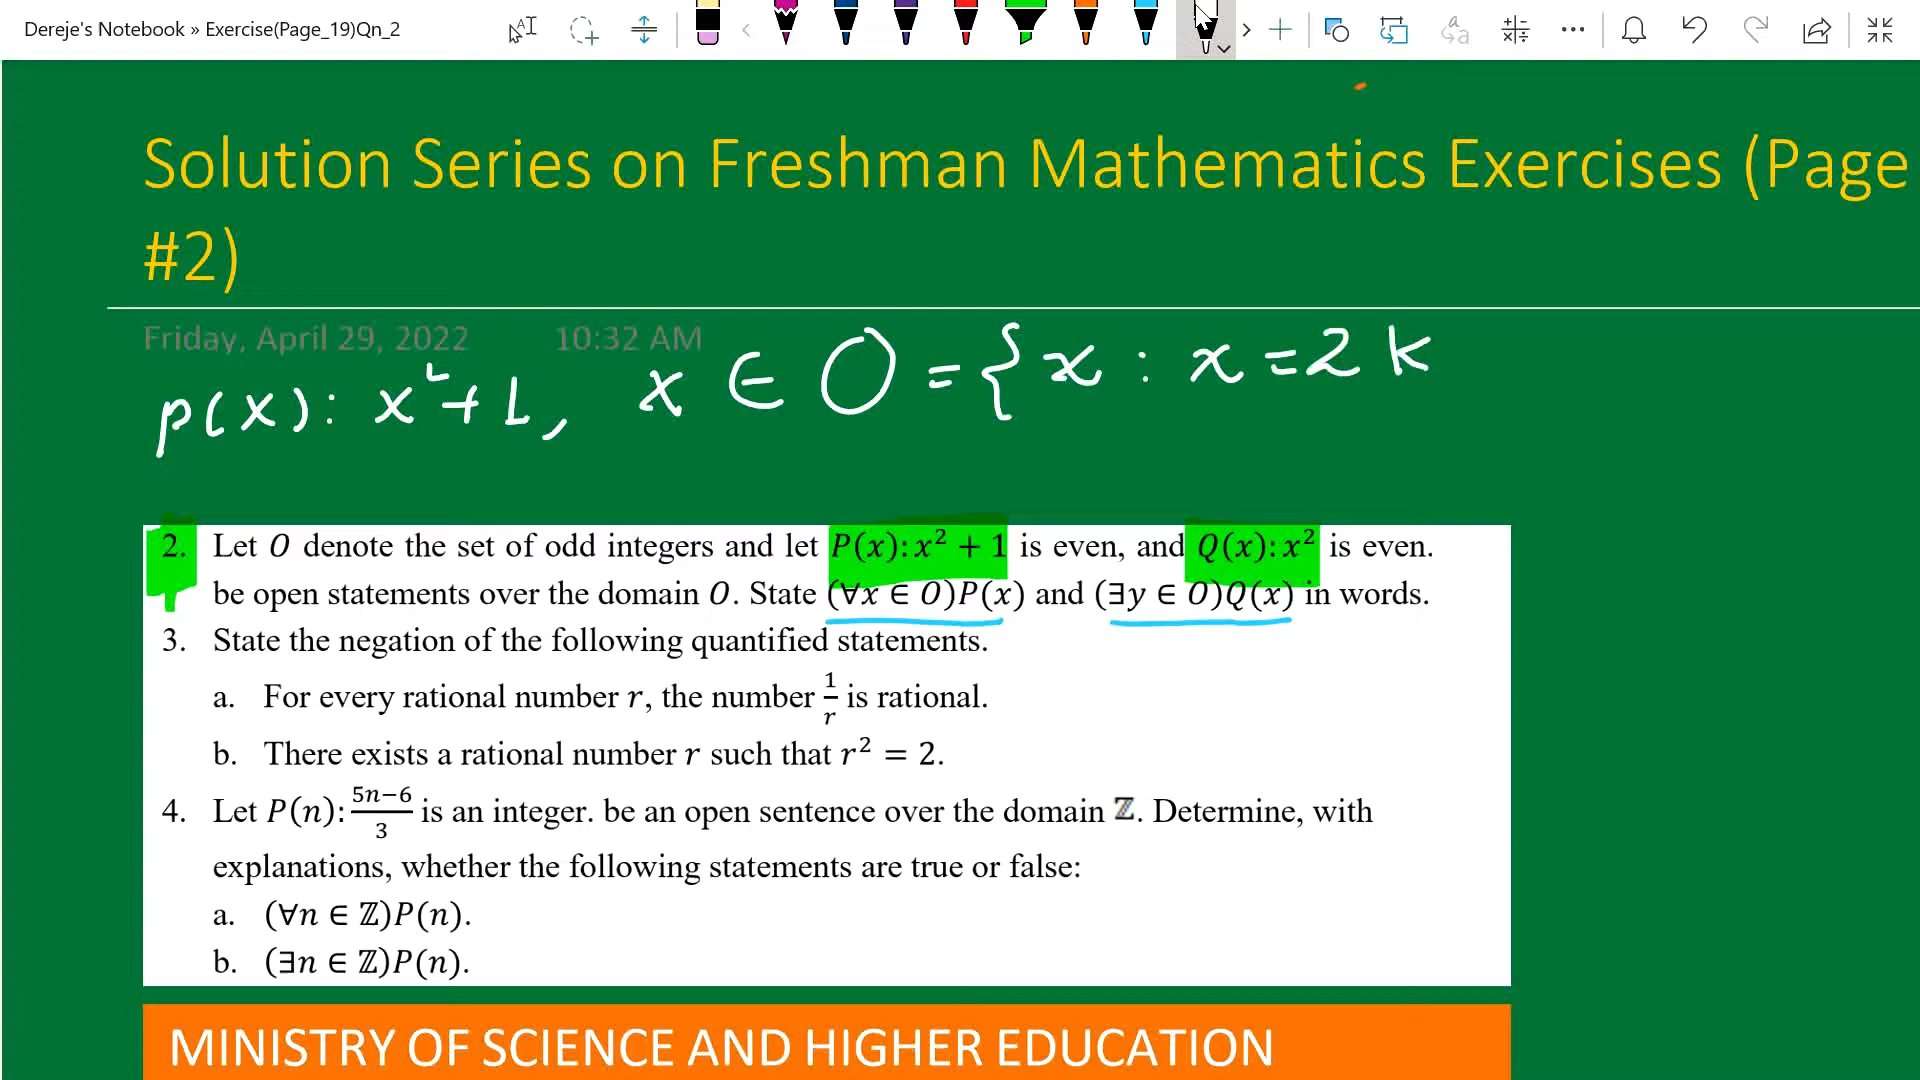 Dereje's Notebook » Exercise(Page_19)Qn_2
Solution Series on Freshman Mathematics Exercises (Page
#2)
Friday, April 29, 2022 10:32 AM
p(x): x²+1, x ∈ O = {x : x = 2k
2. Let O denote the set of odd integers and let P(x): x² + 1 is even, and Q(x): x² is even.
be open statements over the domain O. State (∀x ∈ O)P(x) and (∃y ∈ O)Q(x) in words.
3. State the negation of the following quantified statements.
a. For every rational number r, the number 1/r is rational.
b. There exists a rational number r such that r² = 2.
4. Let P(n): (5n−6)/3 is an integer. be an open sentence over the domain ℤ. Determine, with
explanations, whether the following statements are true or false:
a. (∀n ∈ ℤ)P(n).
b. (∃n ∈ ℤ)P(n).
MINISTRY OF SCIENCE AND HIGHER EDUCATION